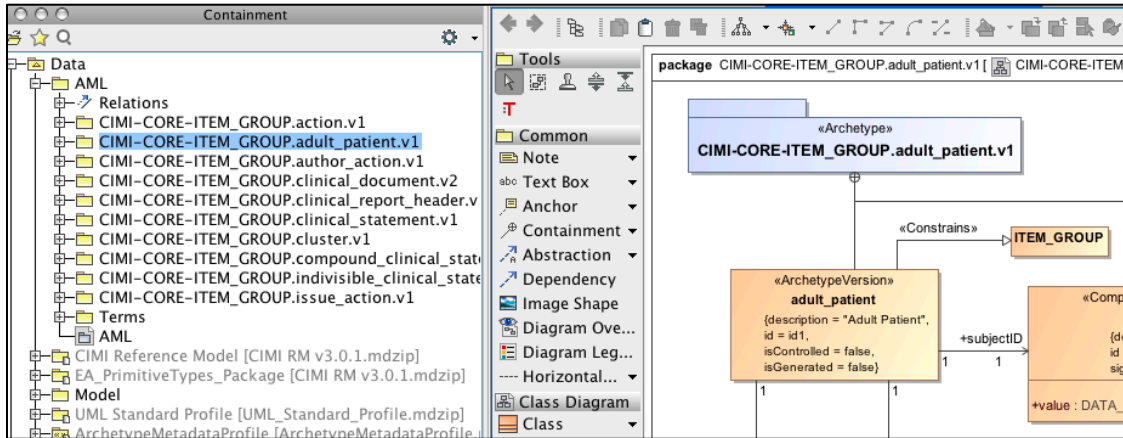 Containment
Data
AML
Relations
CIMI-CORE-ITEM_GROUP.action.v1
CIMI-CORE-ITEM_GROUP.adult_patient.v1
CIMI-CORE-ITEM_GROUP.author_action.v1
CIMI-CORE-ITEM_GROUP.clinical_document.v2
CIMI-CORE-ITEM_GROUP.clinical_report_header.v
CIMI-CORE-ITEM_GROUP.clinical_statement.v1
CIMI-CORE-ITEM_GROUP.cluster.v1
CIMI-CORE-ITEM_GROUP.compound_clinical_stat
CIMI-CORE-ITEM_GROUP.indivisible_clinical_state
CIMI-CORE-ITEM_GROUP.issue_action.v1
Terms
AML
CIMI Reference Model [CIMI RM v3.0.1.mdzip]
EA_PrimitiveTypes_Package [CIMI RM v3.0.1.mdzip]
Model
UML Standard Profile [UML_Standard_Profile.mdzip]
ArchetypeMetadataProfile [ArchetypeMetadataProfile.
Tools
:T
Common
Note
abc Text Box
Anchor
Containment
Abstraction
Dependency
Image Shape
Diagram Ove...
Diagram Leg...
Horizontal...
Class Diagram
Class
package CIMI-CORE-ITEM_GROUP.adult_patient.v1 [ CIMI-CORE-ITEM
«Archetype»
CIMI-CORE-ITEM_GROUP.adult_patient.v1
«Constrains»
ITEM_GROUP
«ArchetypeVersion»
adult_patient
{description = "Adult Patient",
id = id1,
isControlled = false,
isGenerated = false}
+subjectID
1
1
1
1
«Comp
{de
id
sig
+value : DATA_